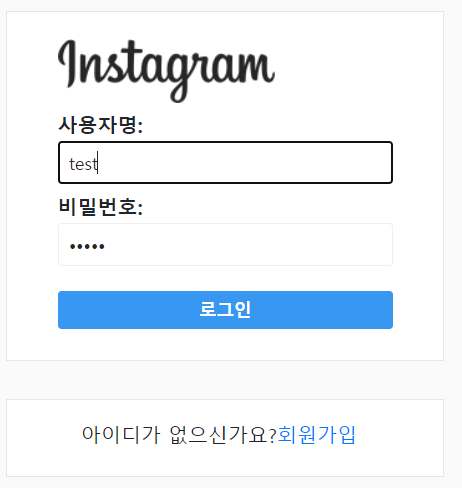 Instagram
사용자명:
test
비밀번호:
•••••
로그인
아이디가 없으신가요?회원가입